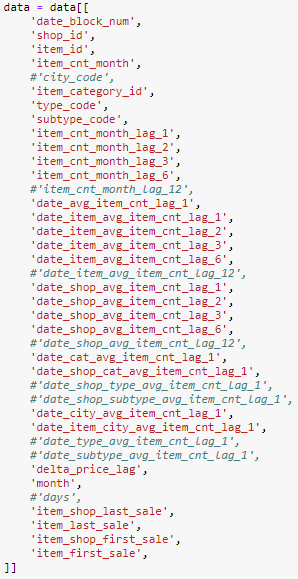 data = data[[
'date_block_num',
'shop_id',
'item_id',
'item_cnt_month',
#'city_code',
'item_category_id',
'type_code',
'subtype_code',
'item_cnt_month_lag_1',
'item_cnt_month_lag_2',
'item_cnt_month_lag_3',
'item_cnt_month_lag_6',
#'item_cnt_month_lag_12',
'date_avg_item_cnt_lag_1',
'date_item_avg_item_cnt_lag_1',
'date_item_avg_item_cnt_lag_2',
'date_item_avg_item_cnt_lag_3',
'date_item_avg_item_cnt_lag_6',
#'date_item_avg_item_cnt_lag_12',
'date_shop_avg_item_cnt_lag_1',
'date_shop_avg_item_cnt_lag_2',
'date_shop_avg_item_cnt_lag_3',
'date_shop_avg_item_cnt_lag_6',
#'date_shop_avg_item_cnt_lag_12',
'date_cat_avg_item_cnt_lag_1',
'date_shop_cat_avg_item_cnt_lag_1',
#'date_shop_type_avg_item_cnt_lag_1',
#'date_shop_subtype_avg_item_cnt_lag_1',
'date_city_avg_item_cnt_lag_1',
'date_item_city_avg_item_cnt_lag_1',
#'date_type_avg_item_cnt_lag_1',
#'date_subtype_avg_item_cnt_lag_1',
'delta_price_lag',
'month',
#'days',
'item_shop_last_sale',
'item_last_sale',
'item_shop_first_sale',
'item_first_sale',
]]